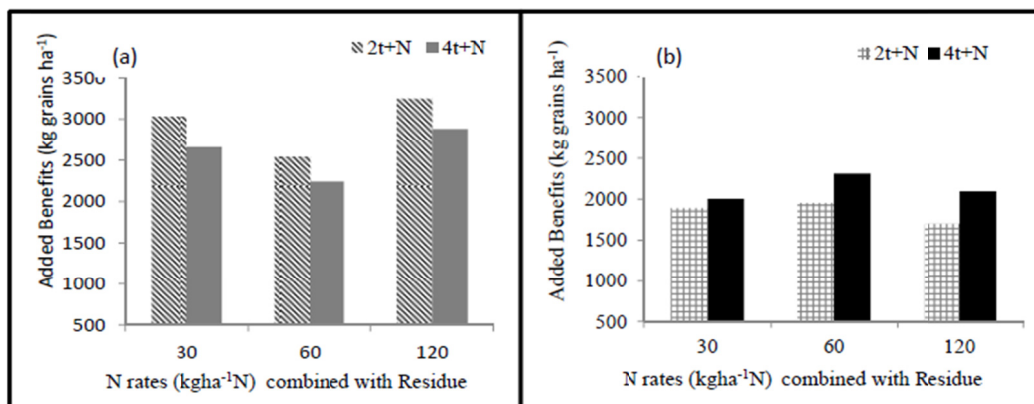 (a)
2t+N 4t+N
Added Benefits (kg grains ha⁻¹)
3500
3000
2500
2000
1500
1000
500
30 60 120
N rates (kgha⁻¹N) combined with Residue
(b)
2t+N 4t+N
Added Benefits (kg grains ha⁻¹)
3500
3000
2500
2000
1500
1000
500
30 60 120
N rates (kgha⁻¹N) combined with Residue